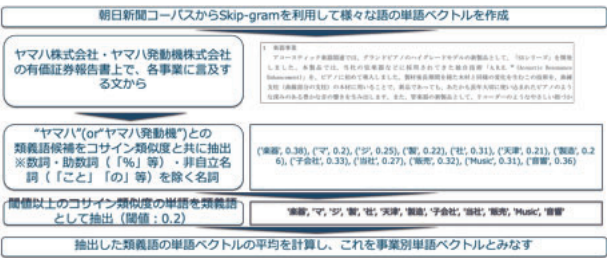 朝日新聞コーパスからSkip-gramを利用して様々な語の単語ベクトルを作成
ヤマハ株式会社・ヤマハ発動機株式会社
の有価証券報告書上で、各事業に言及する
文から
“ヤマハ”(or“ヤマハ発動機”)との
類義語候補をコサイン類似度と共に抽出
※数詞・助数詞（「%」等）・非自立名
詞（「こと」「の」等）を除く名詞
('楽器', 0.38), ('マ', 0.2), ('ジ', 0.25), ('製', 0.22), ('社', 0.31), ('天津', 0.21), ('製造', 0.2
6), ('子会社', 0.33), ('当社', 0.27), ('販売', 0.32), ('Music', 0.31), ('音響', 0.36)
閾値以上のコサイン類似度の単語を類義語
として抽出（閾値：0.2）
'楽器', 'マ', 'ジ', '製', '社', '天津', '製造', '子会社', '当社', '販売', 'Music', '音響'
抽出した類義語の単語ベクトルの平均を計算し、これを事業別単語ベクトルとみなす